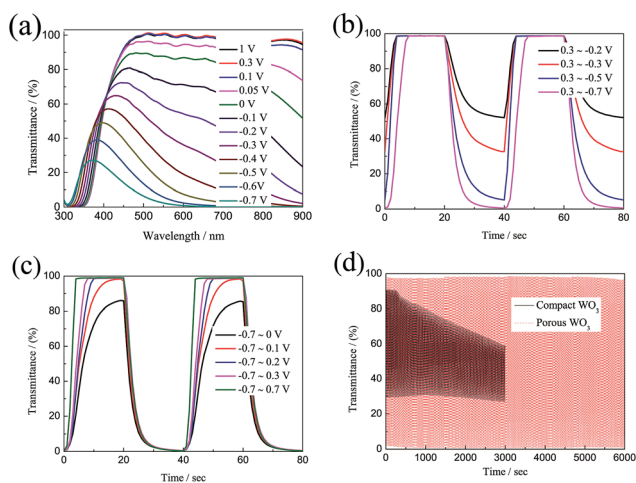 (a)
Transmittance / (%)
100
80
60
40
20
0
300 400 500 600 700 800 900
Wavelength / nm
1 V
0.3 V
0.1 V
0.05 V
0 V
-0.1 V
-0.2 V
-0.3 V
-0.4 V
-0.5 V
-0.6V
-0.7 V
(b)
Transmittance / (%)
100
80
60
40
20
0
0 20 40 60 80
Time / sec
0.3 ~ -0.2 V
0.3 ~ -0.3 V
0.3 ~ -0.5 V
0.3 ~ -0.7 V
(c)
Transmittance / (%)
100
80
60
40
20
0
0 20 40 60 80
Time / sec
-0.7 ~ 0 V
-0.7 ~ 0.1 V
-0.7 ~ 0.2 V
-0.7 ~ 0.3 V
-0.7 ~ 0.7 V
(d)
Transmittance / (%)
100
80
60
40
20
0
0 1000 2000 3000 4000 5000 6000
Time / sec
Compact WO₃
Porous WO₃